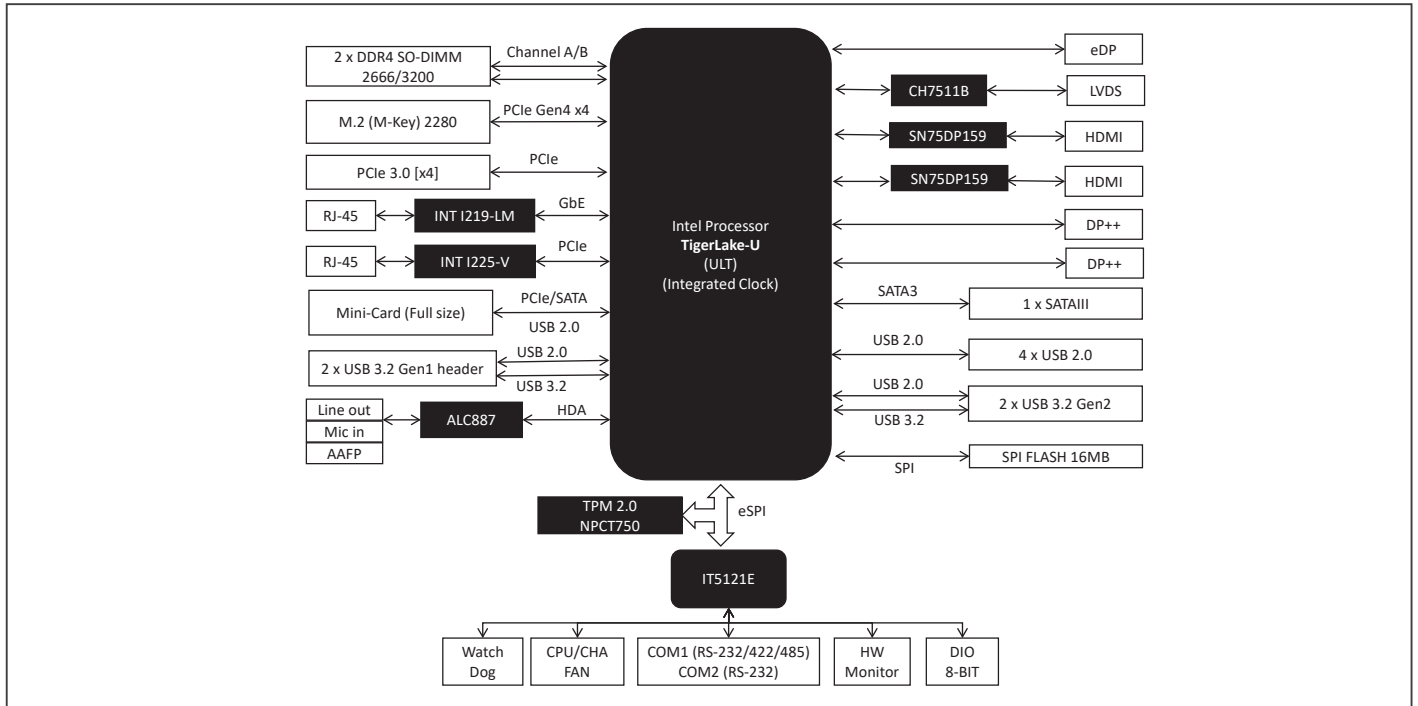 2 x DDR4 SO-DIMM
2666/3200
Channel A/B
M.2 (M-Key) 2280
PCIe Gen4 x4
PCIe 3.0 [x4]
PCIe
RJ-45
INT I219-LM
GbE
RJ-45
INT I225-V
PCIe
Mini-Card (Full size)
PCIe/SATA
USB 2.0
2 x USB 3.2 Gen1 header
USB 2.0
USB 3.2
Line out
Mic in
AAFP
ALC887
HDA
Intel Processor
TigerLake-U
(ULT)
(Integrated Clock)
eDP
CH7511B
LVDS
SN75DP159
HDMI
SN75DP159
HDMI
DP++
DP++
SATA3
1 x SATAIII
USB 2.0
4 x USB 2.0
USB 2.0
USB 3.2
2 x USB 3.2 Gen2
SPI
SPI FLASH 16MB
TPM 2.0
NPCT750
eSPI
IT5121E
Watch
Dog
CPU/CHA
FAN
COM1 (RS-232/422/485)
COM2 (RS-232)
HW
Monitor
DIO
8-BIT